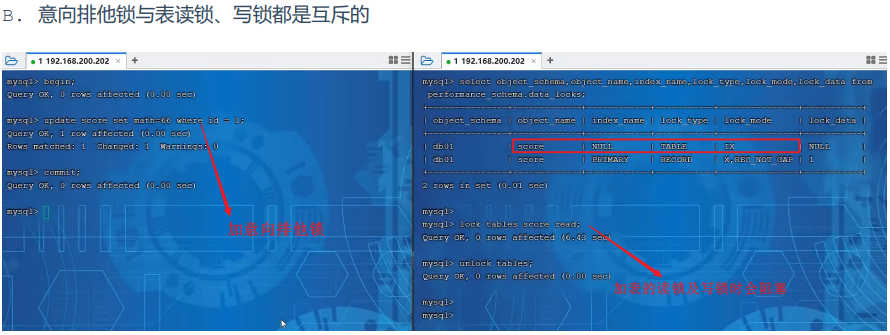 B. 意向排他锁与表读锁、写锁都是互斥的
1 192.168.200.202 × +
mysql> begin;
Query OK, 0 rows affected (0.00 sec)
mysql> update score set math=66 where id = 1;
Query OK, 1 row affected (0.00 sec)
Rows matched: 1 Changed: 1 Warnings: 0
mysql> commit;
Query OK, 0 rows affected (0.00 sec)
mysql>
加意向排他锁
1 192.168.200.202 × +
mysql> select object_schema,object_name,index_name,lock_type,lock_mode,lock_data from
performance_schema.data_locks;
+---------------+-------------+------------+-----------+---------------+-----------+
| object_schema | object_name | index_name | lock_type | lock_mode | lock_data |
+---------------+-------------+------------+-----------+---------------+-----------+
| db01 | score | NULL | TABLE | IX | NULL |
| db01 | score | PRIMARY | RECORD | X,REC_NOT_GAP | 1 |
+---------------+-------------+------------+-----------+---------------+-----------+
2 rows in set (0.01 sec)
mysql>
mysql> lock tables score read;
Query OK, 0 rows affected (6.43 sec)
mysql> unlock tables;
Query OK, 0 rows affected (0.00 sec)
加表的读锁及写锁时会阻塞
mysql>
mysql>